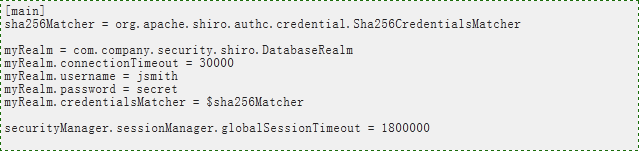 [main]
sha256Matcher = org.apache.shiro.authc.credential.Sha256CredentialsMatcher
myRealm = com.company.security.shiro.DatabaseRealm
myRealm.connectionTimeout = 30000
myRealm.username = jsmith
myRealm.password = secret
myRealm.credentialsMatcher = $sha256Matcher
securityManager.sessionManager.globalSessionTimeout = 1800000